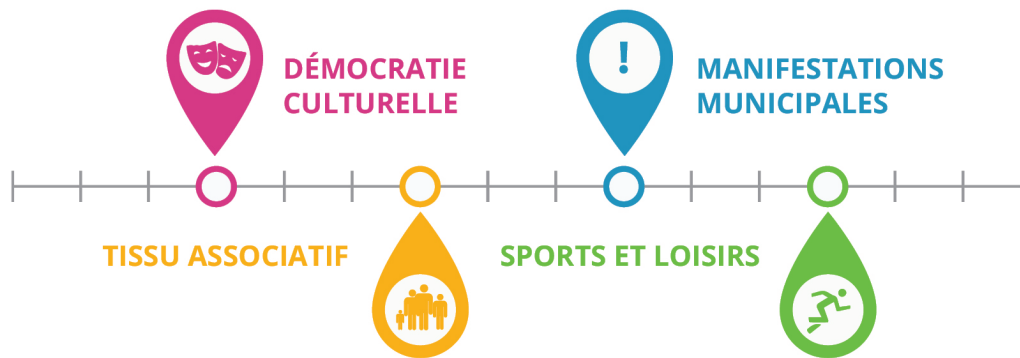 DÉMOCRATIE
CULTURELLE
!
MANIFESTATIONS
MUNICIPALES
TISSU ASSOCIATIF
SPORTS ET LOISIRS